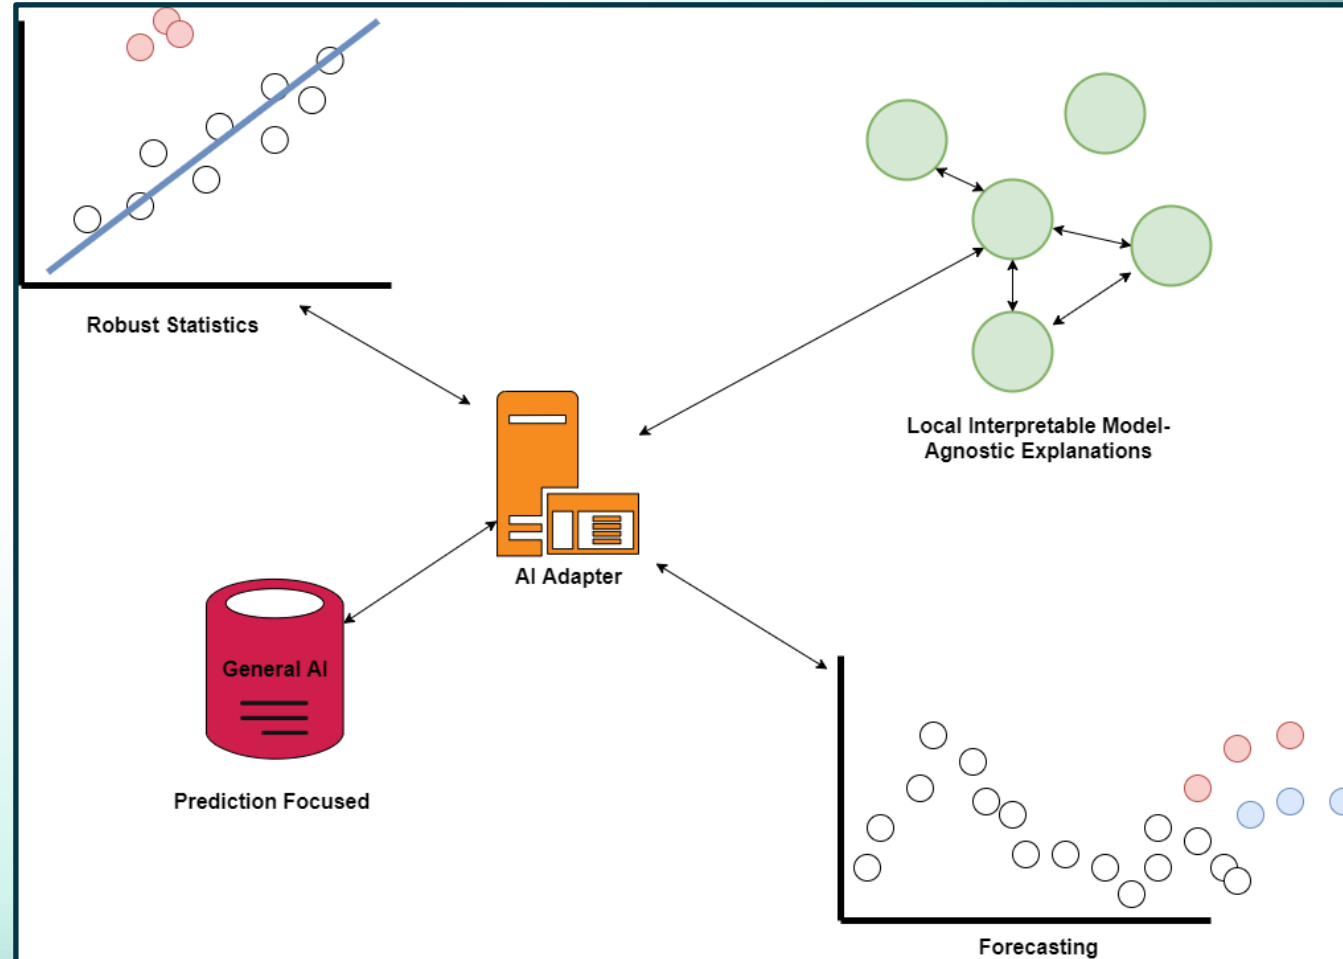 Robust Statistics
Local Interpretable Model-
Agnostic Explanations
AI Adapter
General AI
Prediction Focused
Forecasting